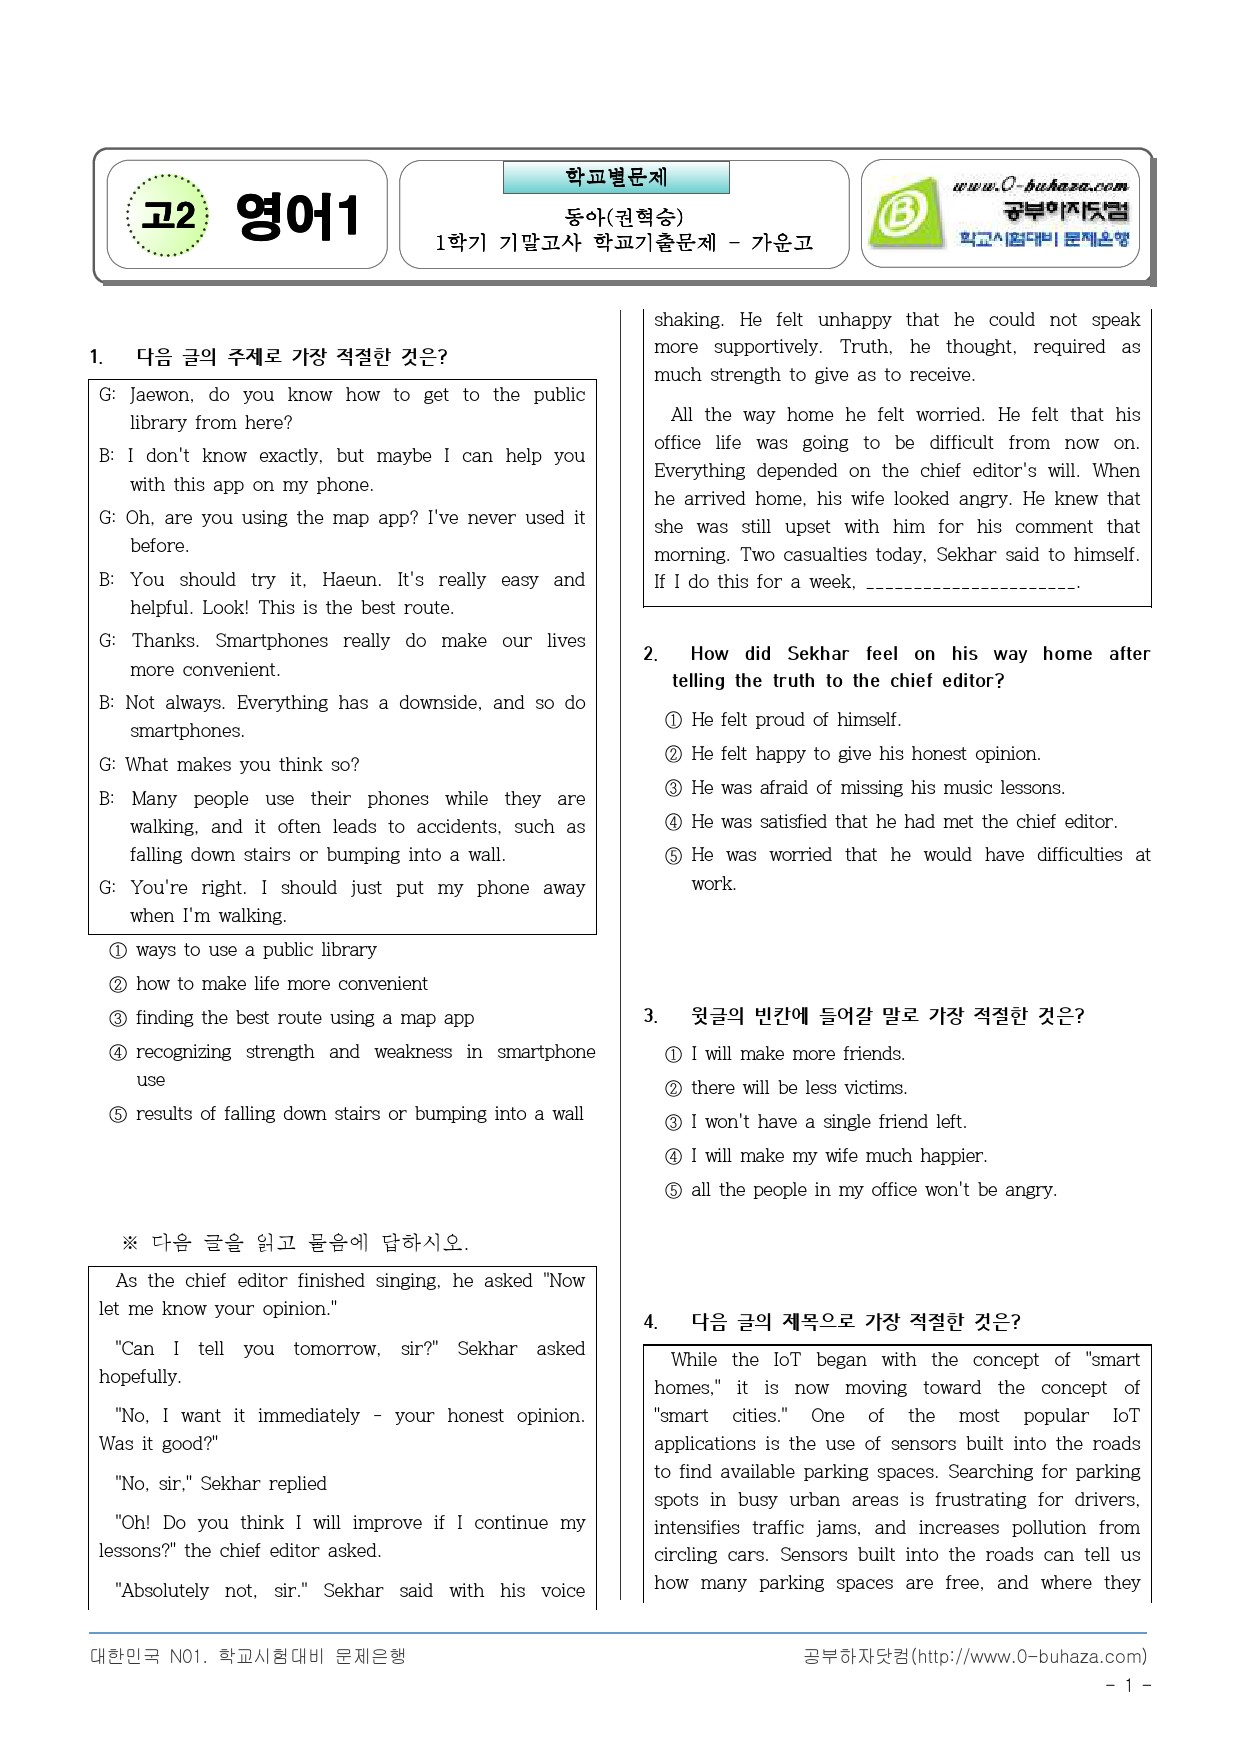 고2 영어1
학교별문제
동아(권혁승)
1학기 기말고사 학교기출문제 - 가운고
www.O-buhaza.com
공부하자닷컴
학교시험대비 문제은행
1. 다음 글의 주제로 가장 적절한 것은?
G: Jaewon, do you know how to get to the public
library from here?
B: I don't know exactly, but maybe I can help you
with this app on my phone.
G: Oh, are you using the map app? I've never used it
before.
B: You should try it, Haeun. It's really easy and
helpful. Look! This is the best route.
G: Thanks. Smartphones really do make our lives
more convenient.
B: Not always. Everything has a downside, and so do
smartphones.
G: What makes you think so?
B: Many people use their phones while they are
walking, and it often leads to accidents, such as
falling down stairs or bumping into a wall.
G: You're right. I should just put my phone away
when I'm walking.
① ways to use a public library
② how to make life more convenient
③ finding the best route using a map app
④ recognizing strength and weakness in smartphone
use
⑤ results of falling down stairs or bumping into a wall
※ 다음 글을 읽고 물음에 답하시오.
As the chief editor finished singing, he asked "Now
let me know your opinion."
"Can I tell you tomorrow, sir?" Sekhar asked
hopefully.
"No, I want it immediately - your honest opinion.
Was it good?"
"No, sir," Sekhar replied
"Oh! Do you think I will improve if I continue my
lessons?" the chief editor asked.
"Absolutely not, sir." Sekhar said with his voice
shaking. He felt unhappy that he could not speak
more supportively. Truth, he thought, required as
much strength to give as to receive.
All the way home he felt worried. He felt that his
office life was going to be difficult from now on.
Everything depended on the chief editor's will. When
he arrived home, his wife looked angry. He knew that
she was still upset with him for his comment that
morning. Two casualties today, Sekhar said to himself.
If I do this for a week, ______________________.
2. How did Sekhar feel on his way home after
telling the truth to the chief editor?
① He felt proud of himself.
② He felt happy to give his honest opinion.
③ He was afraid of missing his music lessons.
④ He was satisfied that he had met the chief editor.
⑤ He was worried that he would have difficulties at
work.
3. 윗글의 빈칸에 들어갈 말로 가장 적절한 것은?
① I will make more friends.
② there will be less victims.
③ I won't have a single friend left.
④ I will make my wife much happier.
⑤ all the people in my office won't be angry.
4. 다음 글의 제목으로 가장 적절한 것은?
While the IoT began with the concept of "smart
homes," it is now moving toward the concept of
"smart cities." One of the most popular IoT
applications is the use of sensors built into the roads
to find available parking spaces. Searching for parking
spots in busy urban areas is frustrating for drivers,
intensifies traffic jams, and increases pollution from
circling cars. Sensors built into the roads can tell us
how many parking spaces are free, and where they
대한민국 N01. 학교시험대비 문제은행
공부하자닷컴(http://www.O-buhaza.com)
- 1 -